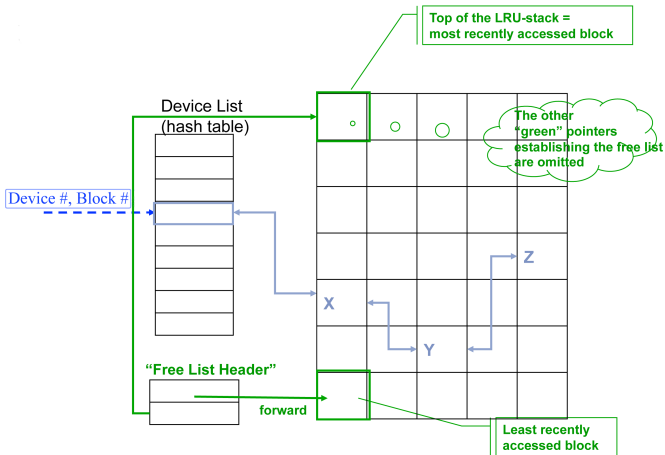 Top of the LRU-stack =
most recently accessed block
Device List
(hash table)
The other
“green” pointers
establishing the free list
are omitted
Device #, Block #
Z
X
Y
“Free List Header”
forward
Least recently
accessed block